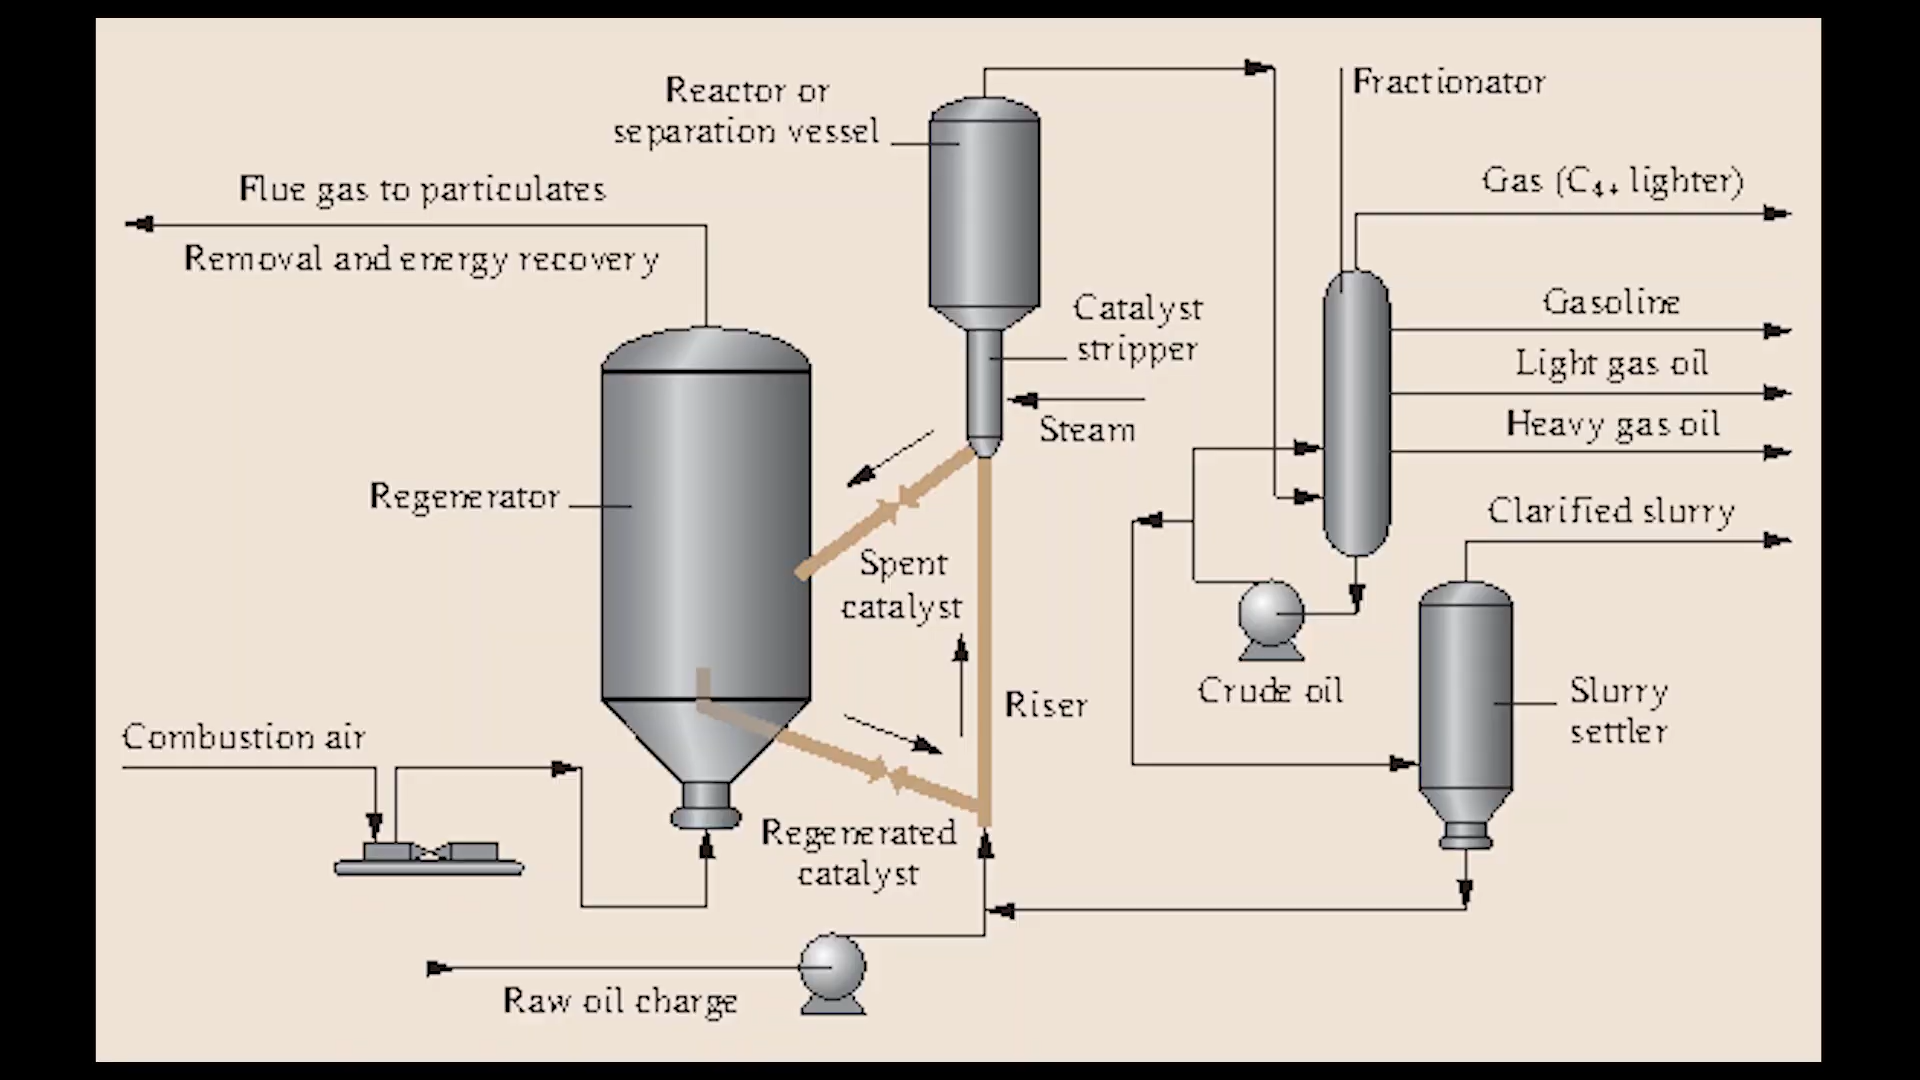 Reactor or
separation vessel
Fractionator
Flue gas to particulates
Removal and energy recovery
Gas (C₄₊ lighter)
Catalyst
stripper
Gasoline
Light gas oil
Steam
Heavy gas oil
Regenerator
Clarified slurry
Spent
catalyst
Riser
Crude oil
Slurry
settler
Combustion air
Regenerated
catalyst
Raw oil charge